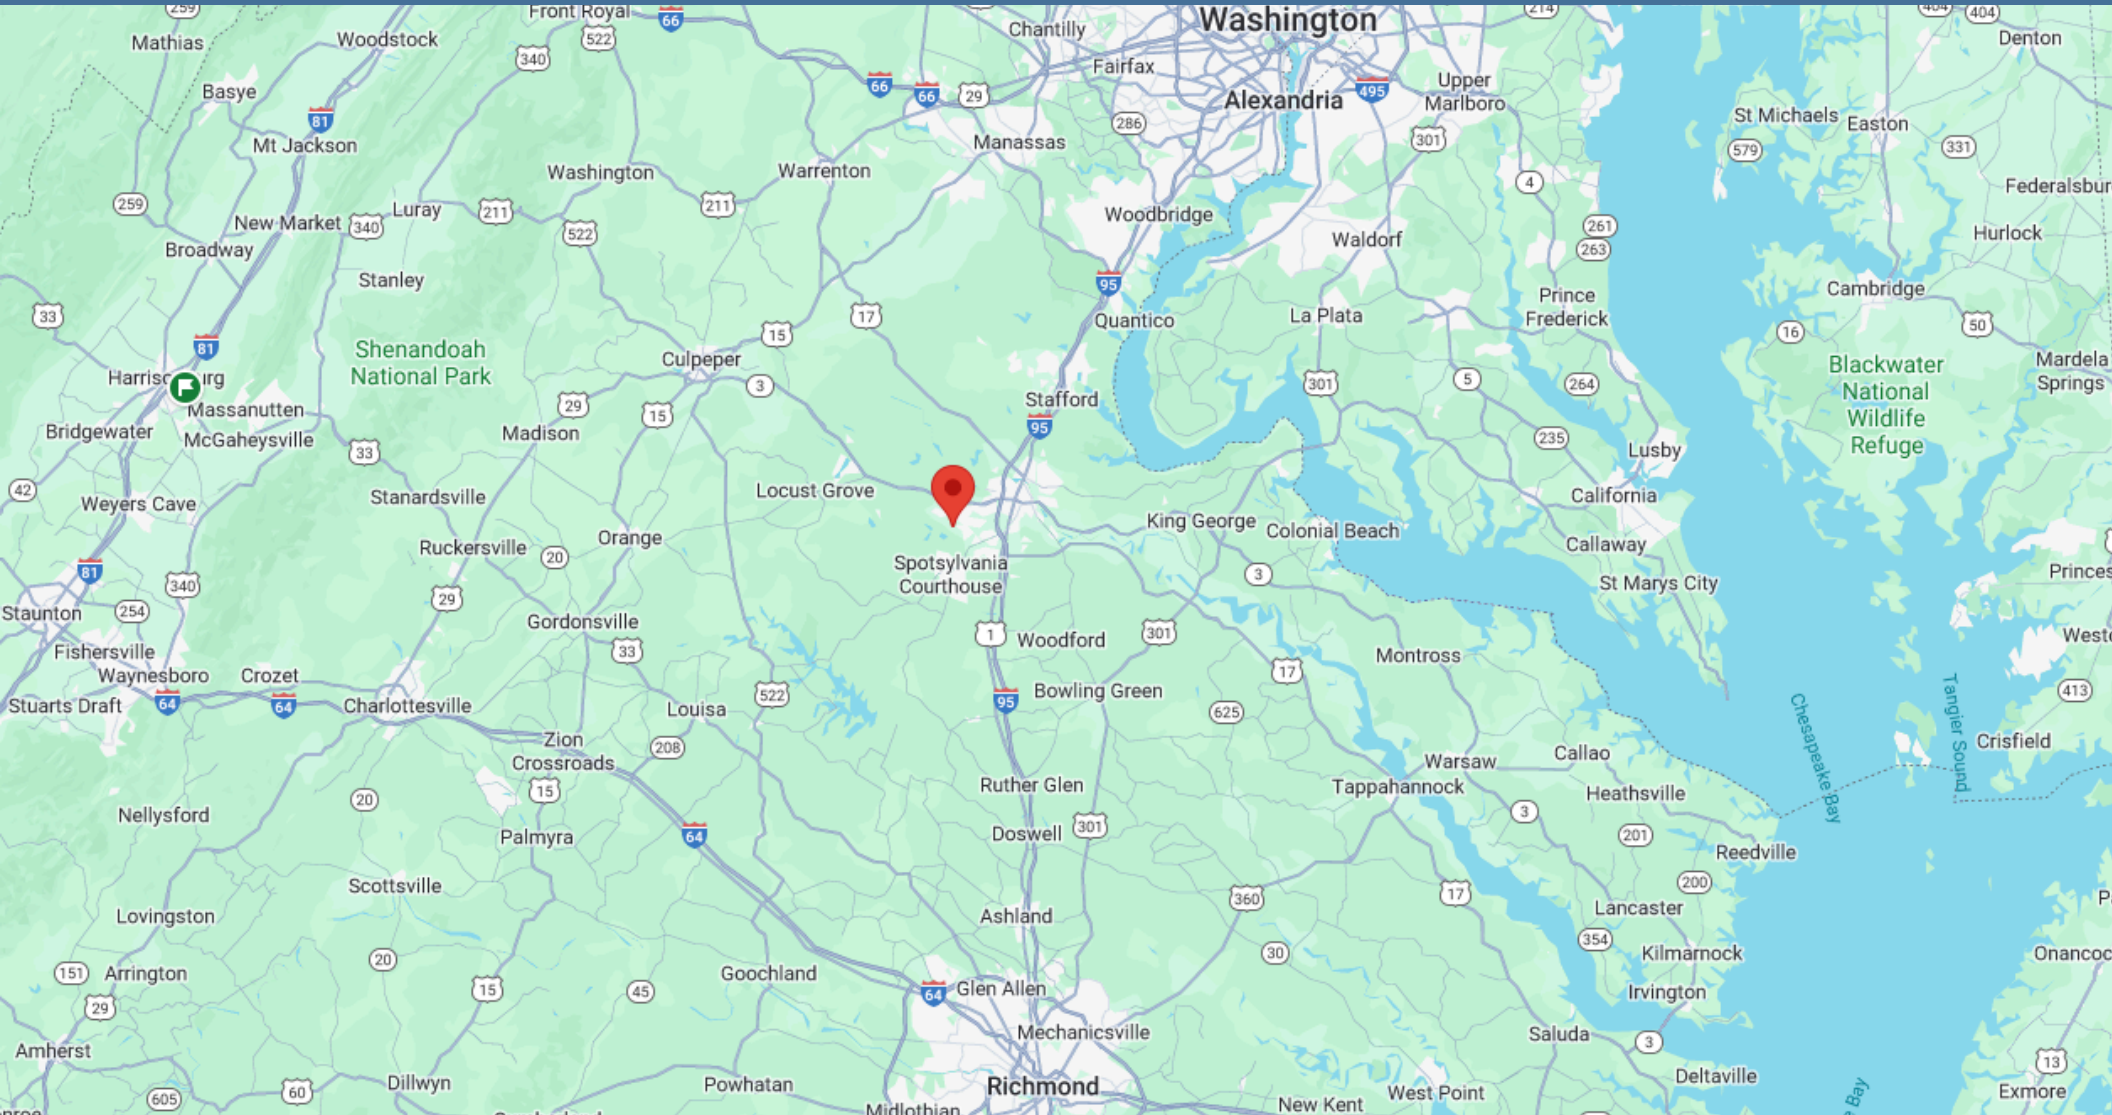 259
Front Royal
66
Washington
214
404
404
Mathias
Woodstock
522
Chantilly
Denton
340
Fairfax
Upper
Marlboro
Basye
66
66
29
495
81
Alexandria
St Michaels
Easton
286
Mt Jackson
Manassas
301
579
331
Washington
Warrenton
4
259
Luray
211
211
Woodbridge
New Market
340
522
Waldorf
261
Hurlock
Broadway
263
Stanley
95
Cambridge
33
17
Quantico
La Plata
Prince
Frederick
16
50
81
15
Shenandoah
National Park
Culpeper
Blackwater
National
Wildlife
Refuge
Mardela
Springs
3
301
5
264
Massanutten
29
15
Stafford
95
Bridgewater
McGaheysville
Madison
235
Lusby
33
42
Weyers Cave
Stanardsville
Locust Grove
California
King George
Colonial Beach
Ruckersville
20
Orange
Callaway
81
340
29
Spotsylvania
Courthouse
3
St Marys City
Staunton
254
Gordonsville
1
Woodford
301
Fishersville
33
Montross
Waynesboro
Crozet
17
Stuarts Draft
64
64
Charlottesville
Louisa
522
95
Bowling Green
625
413
Chesapeake Bay
Tangier Sound
Zion
Crossroads
208
Warsaw
Callao
Crisfield
20
15
Ruther Glen
Tappahannock
Heathsville
Nellysford
Palmyra
64
Doswell
301
3
201
Reedville
Scottsville
360
17
200
Lovingston
Ashland
Lancaster
354
20
30
Kilmarnock
151
Arrington
15
45
Goochland
64
Glen Allen
Irvington
29
Mechanicsville
Saluda
3
Amherst
13
605
60
Dillwyn
Powhatan
Richmond
West Point
Deltaville
Exmore
New Kent
Bay